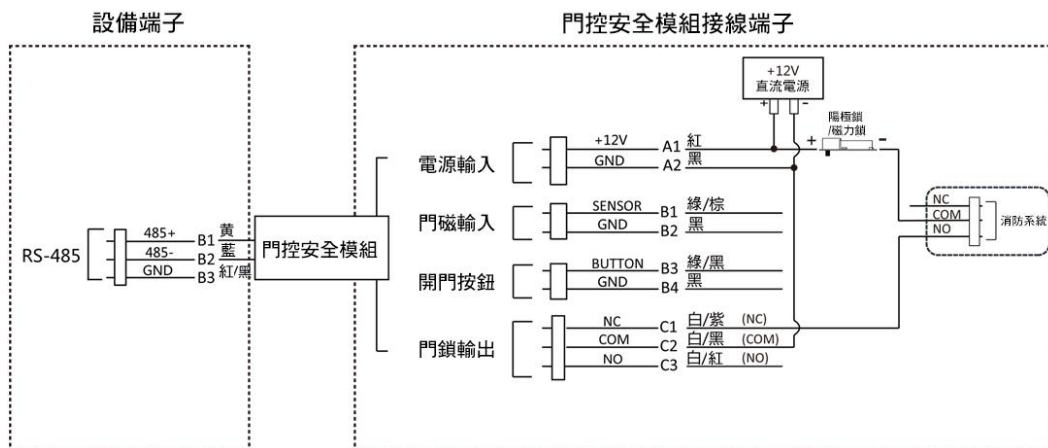 設備端子
門控安全模組接線端子
+12V
直流電源
+ -
陽極鎖
/磁力鎖
+ -
電源輸入
+12V A1 紅
GND A2 黑
門磁輸入
SENSOR B1 綠/棕
GND B2 黑
NC
COM
NO
消防系統
RS-485
485+ B1 黄
485- B2 藍
GND B3 紅/黑
門控安全模組
開門按鈕
BUTTON B3 綠/黑
GND B4 黑
門鎖輸出
NC C1 白/紫 (NC)
COM C2 白/黑 (COM)
NO C3 白/紅 (NO)